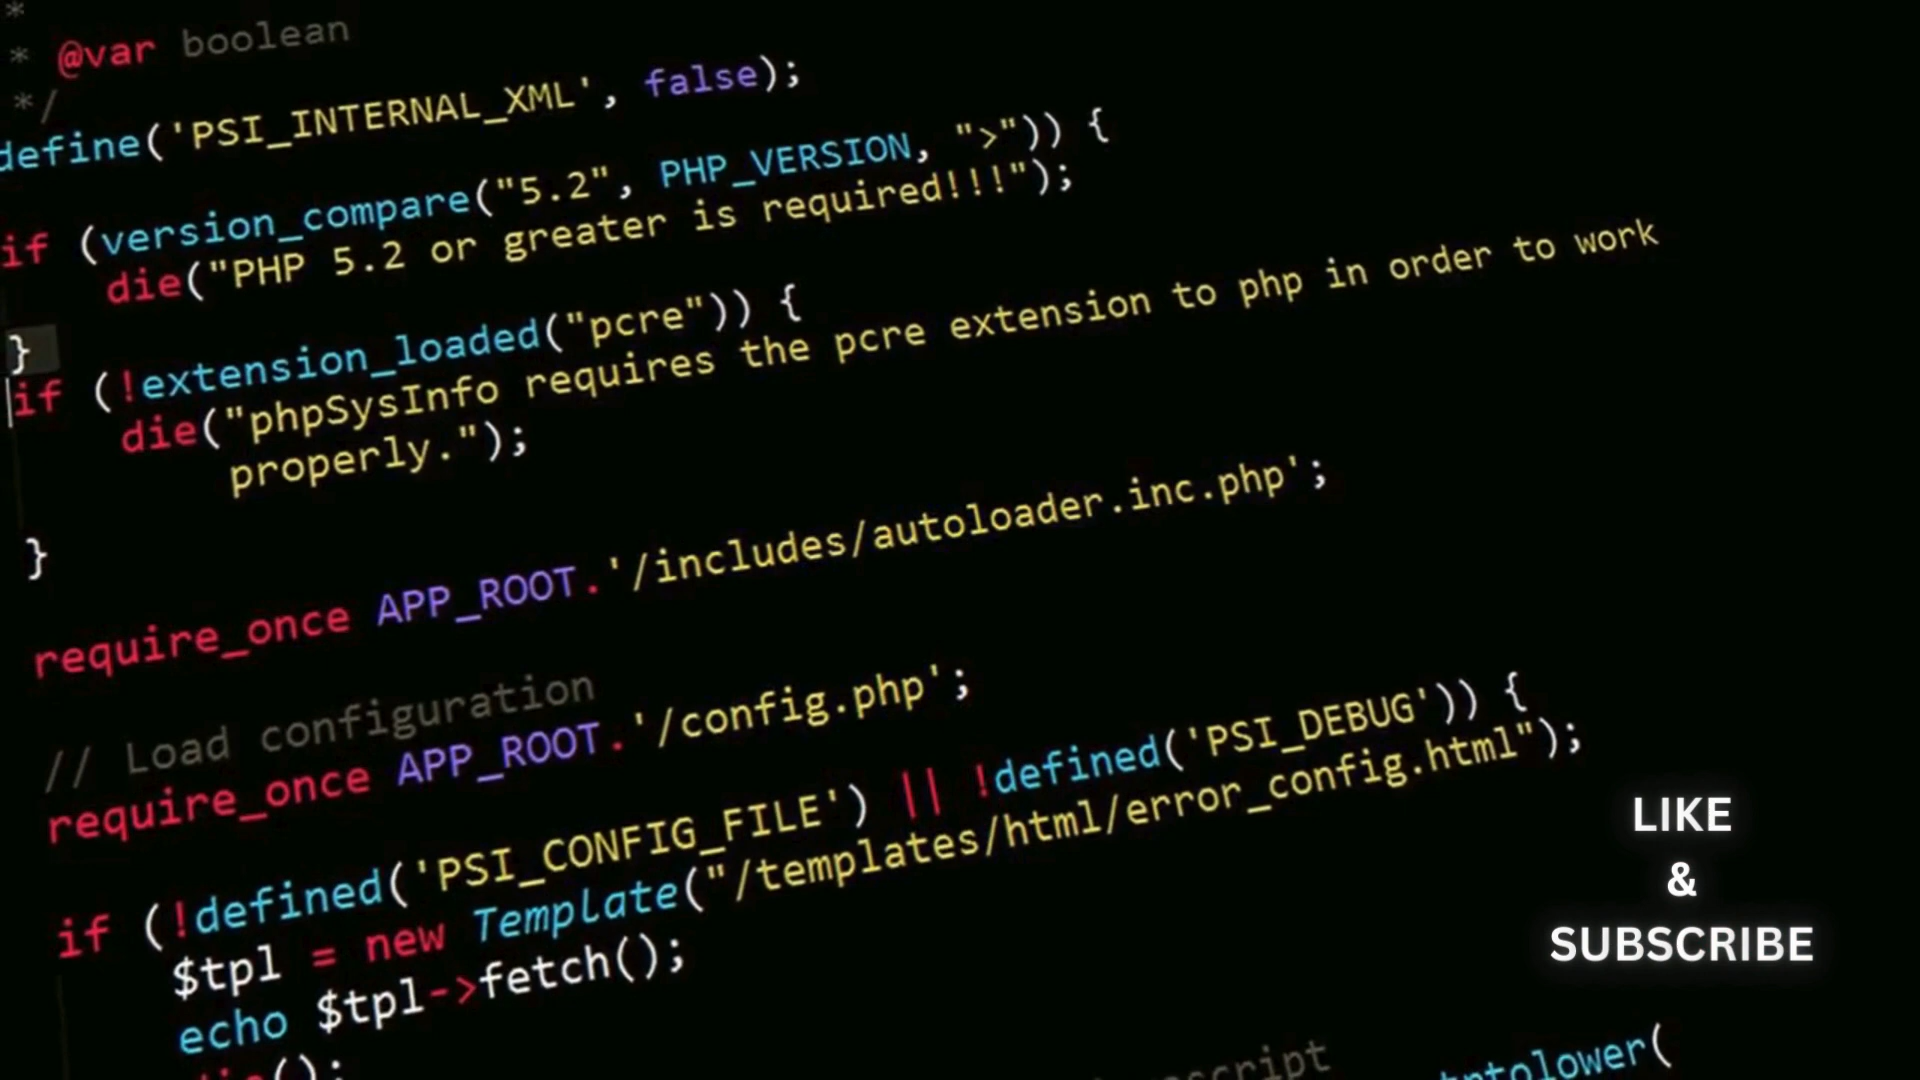 *
* @var boolean
*/
define('PSI_INTERNAL_XML', false);
if (version_compare("5.2", PHP_VERSION, ">")) {
die("PHP 5.2 or greater is required!!!");
}
if (!extension_loaded("pcre")) {
die("phpSysInfo requires the pcre extension to php in order to work
properly.");
}
require_once APP_ROOT.'/includes/autoloader.inc.php';
// Load configuration
require_once APP_ROOT.'/config.php';
if (!defined('PSI_CONFIG_FILE') || !defined('PSI_DEBUG')) {
$tpl = new Template("/templates/html/error_config.html");
echo $tpl->fetch();
LIKE
&
SUBSCRIBE